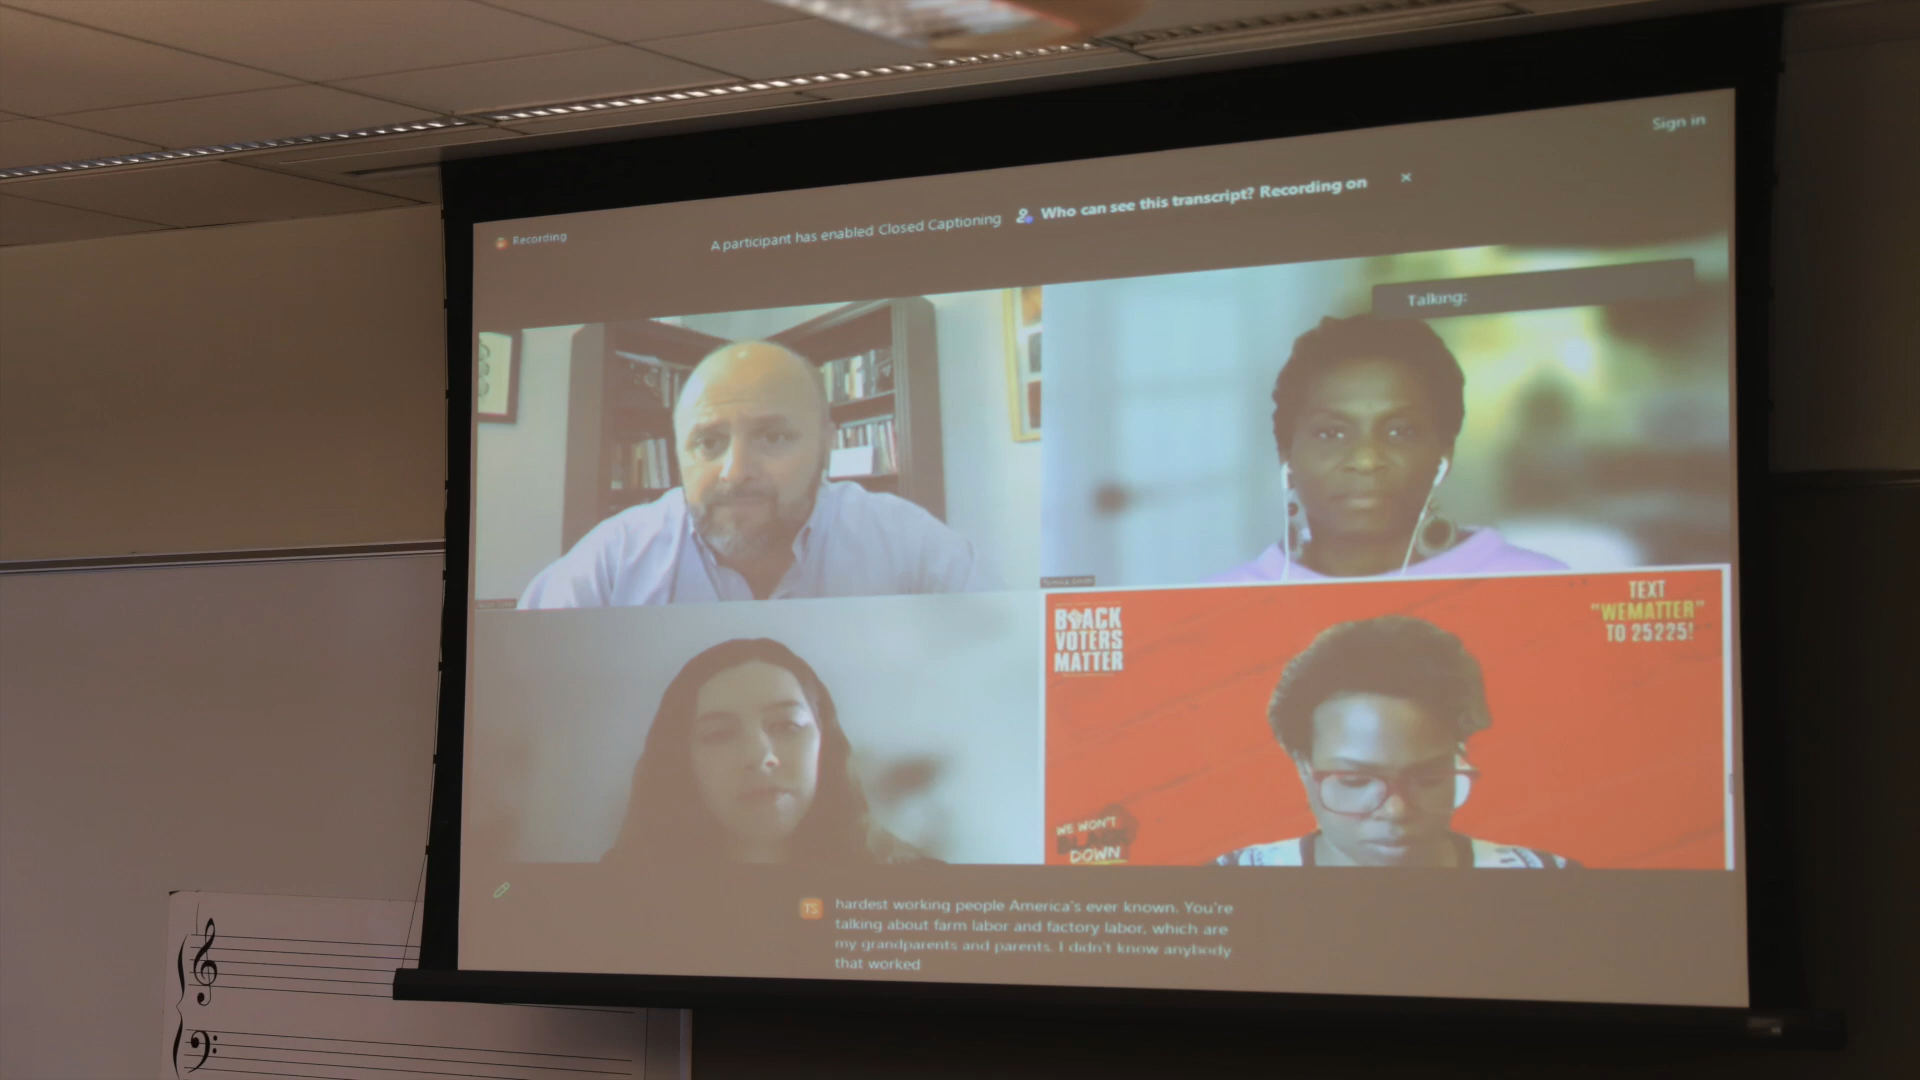 Sign in
Recording
A participant has enabled Closed Captioning
Who can see this transcript? Recording on
Talking:
BLACK
VOTERS
MATTER
TEXT
"WEMATTER"
TO 25225!
WE WON'T
DOWN
TS
hardest working people America's ever known. You're
talking about farm labor and factory labor, which are
my grandparents and parents. I didn't know anybody
that worked